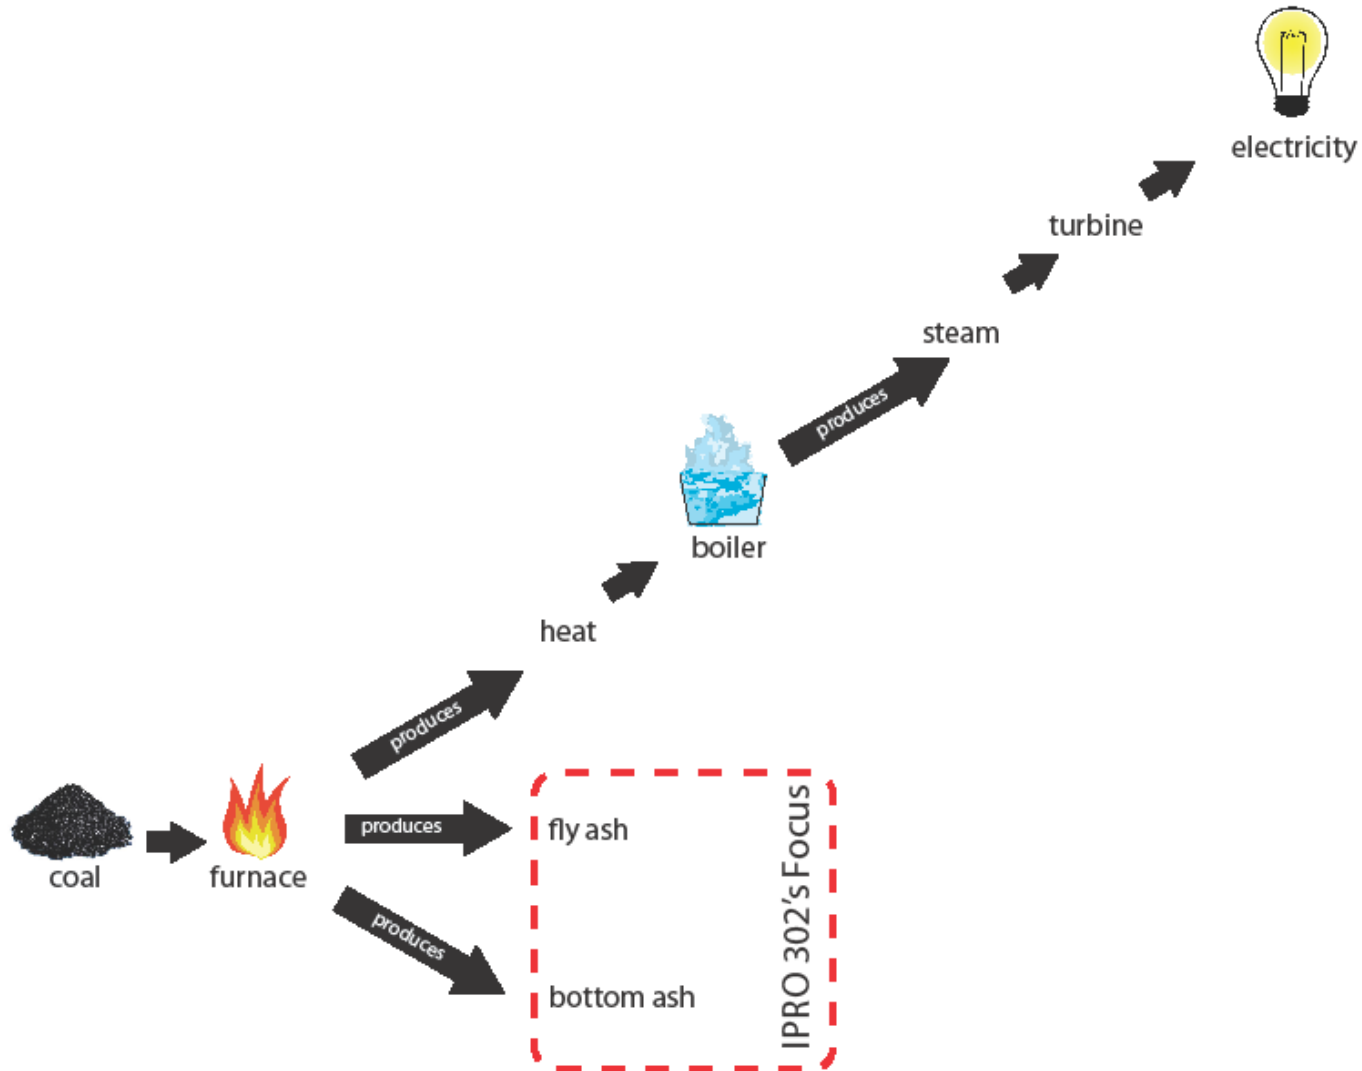 electricity
turbine
steam
produces
boiler
heat
produces
coal
furnace
produces
fly ash
produces
bottom ash
IPRO 302's Focus